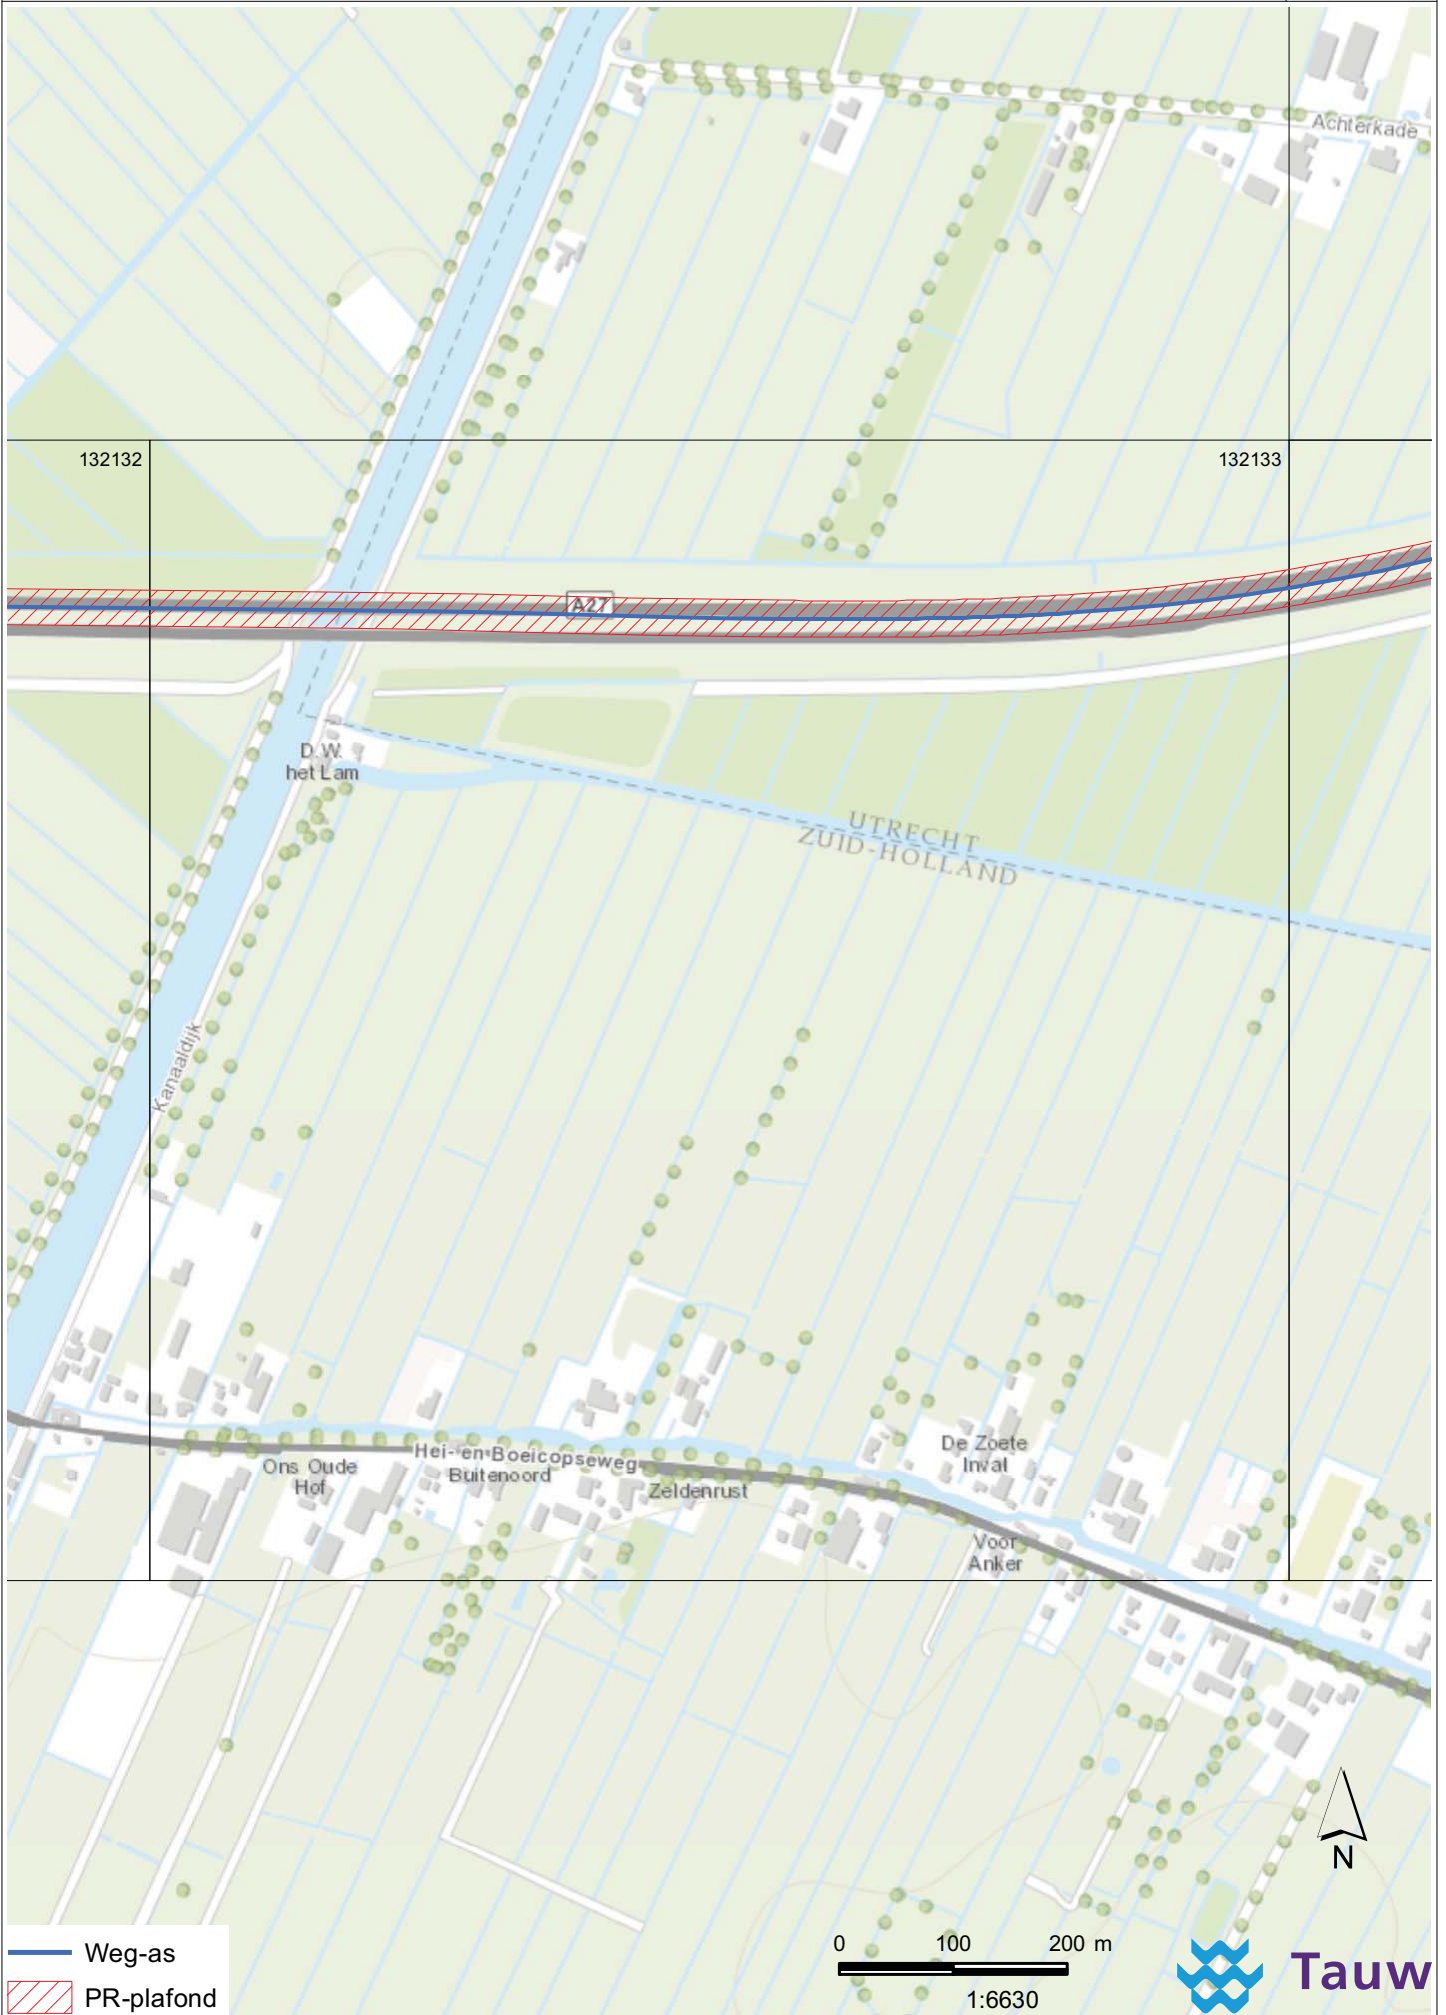 Achterkade
132132
132133
A27
D.W.
het Lam
UTRECHT
ZUID-HOLLAND
Kanaaldijk
Hei- en Boeicopseweg
Ons Oude
Hof
Buitenoord
Zeldenrust
De Zoete
Inval
Voor
Anker
N
Weg-as
PR-plafond
0 100 200 m
1:6630
Tauw